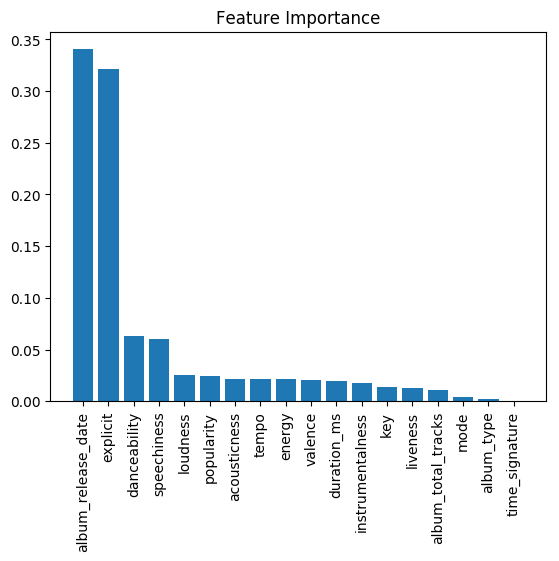 Feature Importance
0.35
0.30
0.25
0.20
0.15
0.10
0.05
0.00
album_release_date
explicit
danceability
speechiness
loudness
popularity
acousticness
tempo
energy
valence
duration_ms
instrumentalness
key
liveness
album_total_tracks
mode
album_type
time_signature